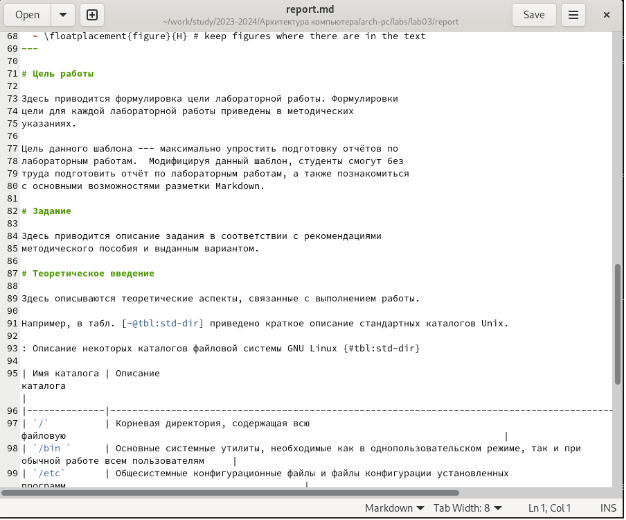 Open
report.md
~/work/study/2023-2024/Архитектура компьютера/arch-pc/labs/lab03/report
Save
68 - \floatplacement{figure}{H} # keep figures where there are in the text
69 ---
70
71 # Цель работы
72
73 Здесь приводится формулировка цели лабораторной работы. Формулировки
74 цели для каждой лабораторной работы приведены в методических
75 указаниях.
76
77 Цель данного шаблона --- максимально упростить подготовку отчётов по
78 лабораторным работам.  Модифицируя данный шаблон, студенты смогут без
79 труда подготовить отчёт по лабораторным работам, а также познакомиться
80 с основными возможностями разметки Markdown.
81
82 # Задание
83
84 Здесь приводится описание задания в соответствии с рекомендациями
85 методического пособия и выданным вариантом.
86
87 # Теоретическое введение
88
89 Здесь описываются теоретические аспекты, связанные с выполнением работы.
90
91 Например, в табл. [-@tbl:std-dir] приведено краткое описание стандартных каталогов Unix.
92
93 : Описание некоторых каталогов файловой системы GNU Linux {#tbl:std-dir}
94
95 | Имя каталога | Описание
каталога
|
96 |--------------|--------------------------------------------------------------------------------------
97 | `/`          | Корневая директория, содержащая всю
файловую |
98 | `/bin `      | Основные системные утилиты, необходимые как в однопользовательском режиме, так и при
обычной работе всем пользователям |
99 | `/etc`       | Общесистемные конфигурационные файлы и файлы конфигурации установленных
программ |
Markdown Tab Width: 8 Ln 1, Col 1 INS